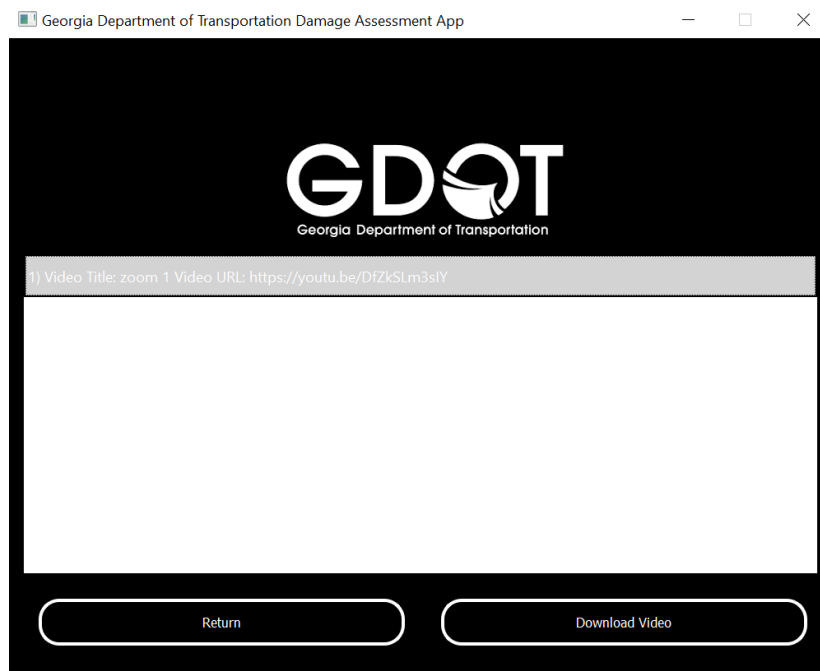 Georgia Department of Transportation Damage Assessment App
GDOT
Georgia Department of Transportation
1) Video Title: zoom 1 Video URL: https://youtu.be/DfZkSLm3sIY
Return
Download Video